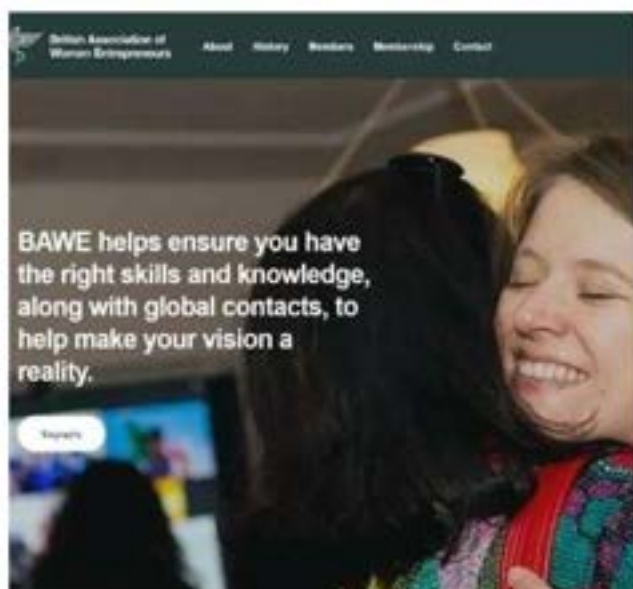 British Association of
Women Entrepreneurs
About History Members Membership Contact
BAWE helps ensure you have
the right skills and knowledge,
along with global contacts, to
help make your vision a
reality.